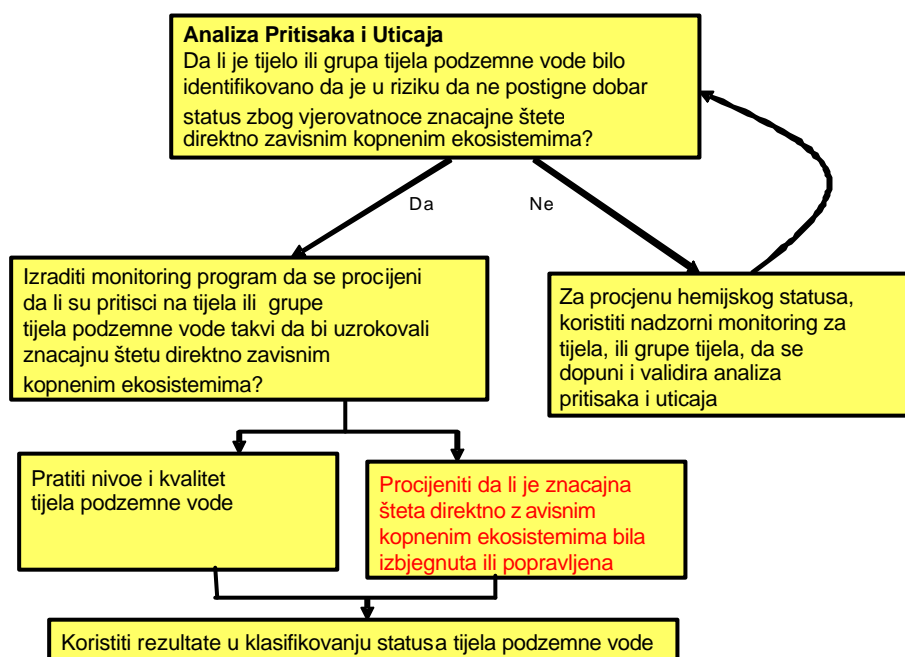 Analiza Pritisaka i Uticaja
Da li je tijelo ili grupa tijela podzemne vode bilo
identifikovano da je u riziku da ne postigne dobar
status zbog vjerovatnoce znacajne štete
direktno zavisnim kopnenim ekosistemima?
Da
Ne
Izraditi monitoring program da se procijeni
da li su pritisci na tijela ili grupe
tijela podzemne vode takvi da bi uzrokovali
znacajnu štetu direktno zavisnim
kopnenim ekosistemima?
Za procjenu hemijskog statusa,
koristiti nadzorni monitoring za
tijela, ili grupe tijela, da se
dopuni i validira analiza
pritisaka i uticaja
Pratiti nivoe i kvalitet
tijela podzemne vode
Procijeniti da li je znacajna
šteta direktno z avisnim
kopnenim ekosistemima bila
izbjegnuta ili popravljena
Koristiti rezultate u klasifikovanju statusa tijela podzemne vode